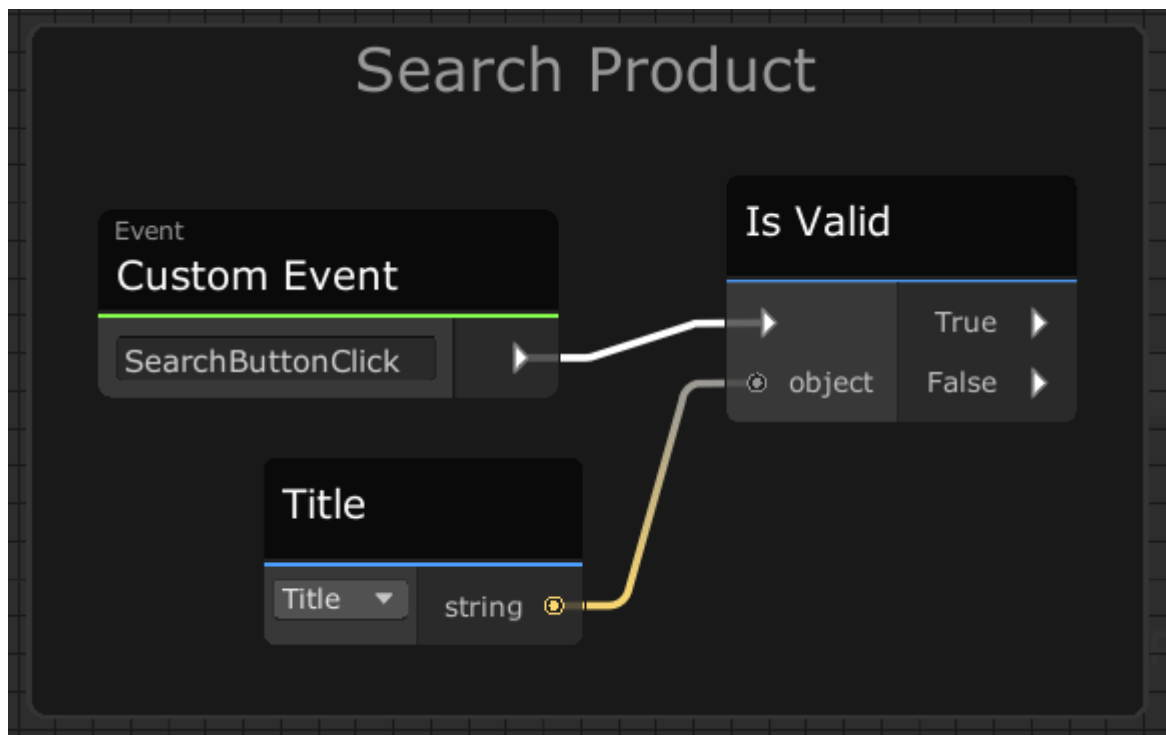 Search Product
Event
Custom Event
SearchButtonClick
Is Valid
True
object
False
Title
Title
string